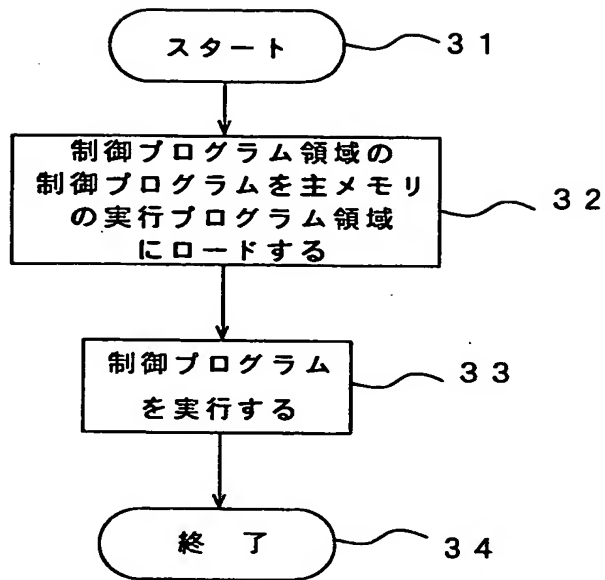 スタート
31
制御プログラム領域の
制御プログラムを主メモリ
の実行プログラム領域
にロードする
32
制御プログラム
を実行する
33
終了
34